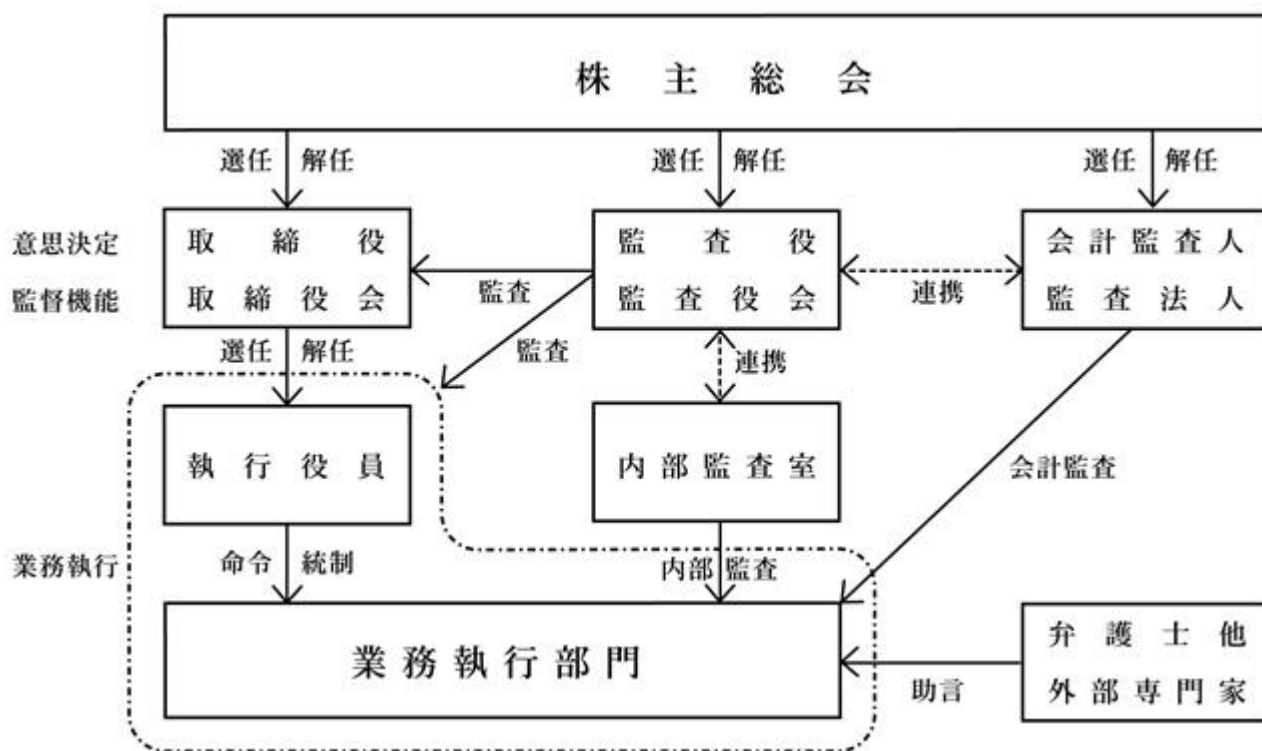 株主総会
選任 解任
選任 解任
選任 解任
意思決定
監督機能
取締役
取締役会
監査役
監査役会
会計監査人
監査法人
監査
監査
連携
連携
選任 解任
執行役員
内部監査室
会計監査
業務執行
命令 統制
内部監査
業務執行部門
助言
弁護士他
外部専門家